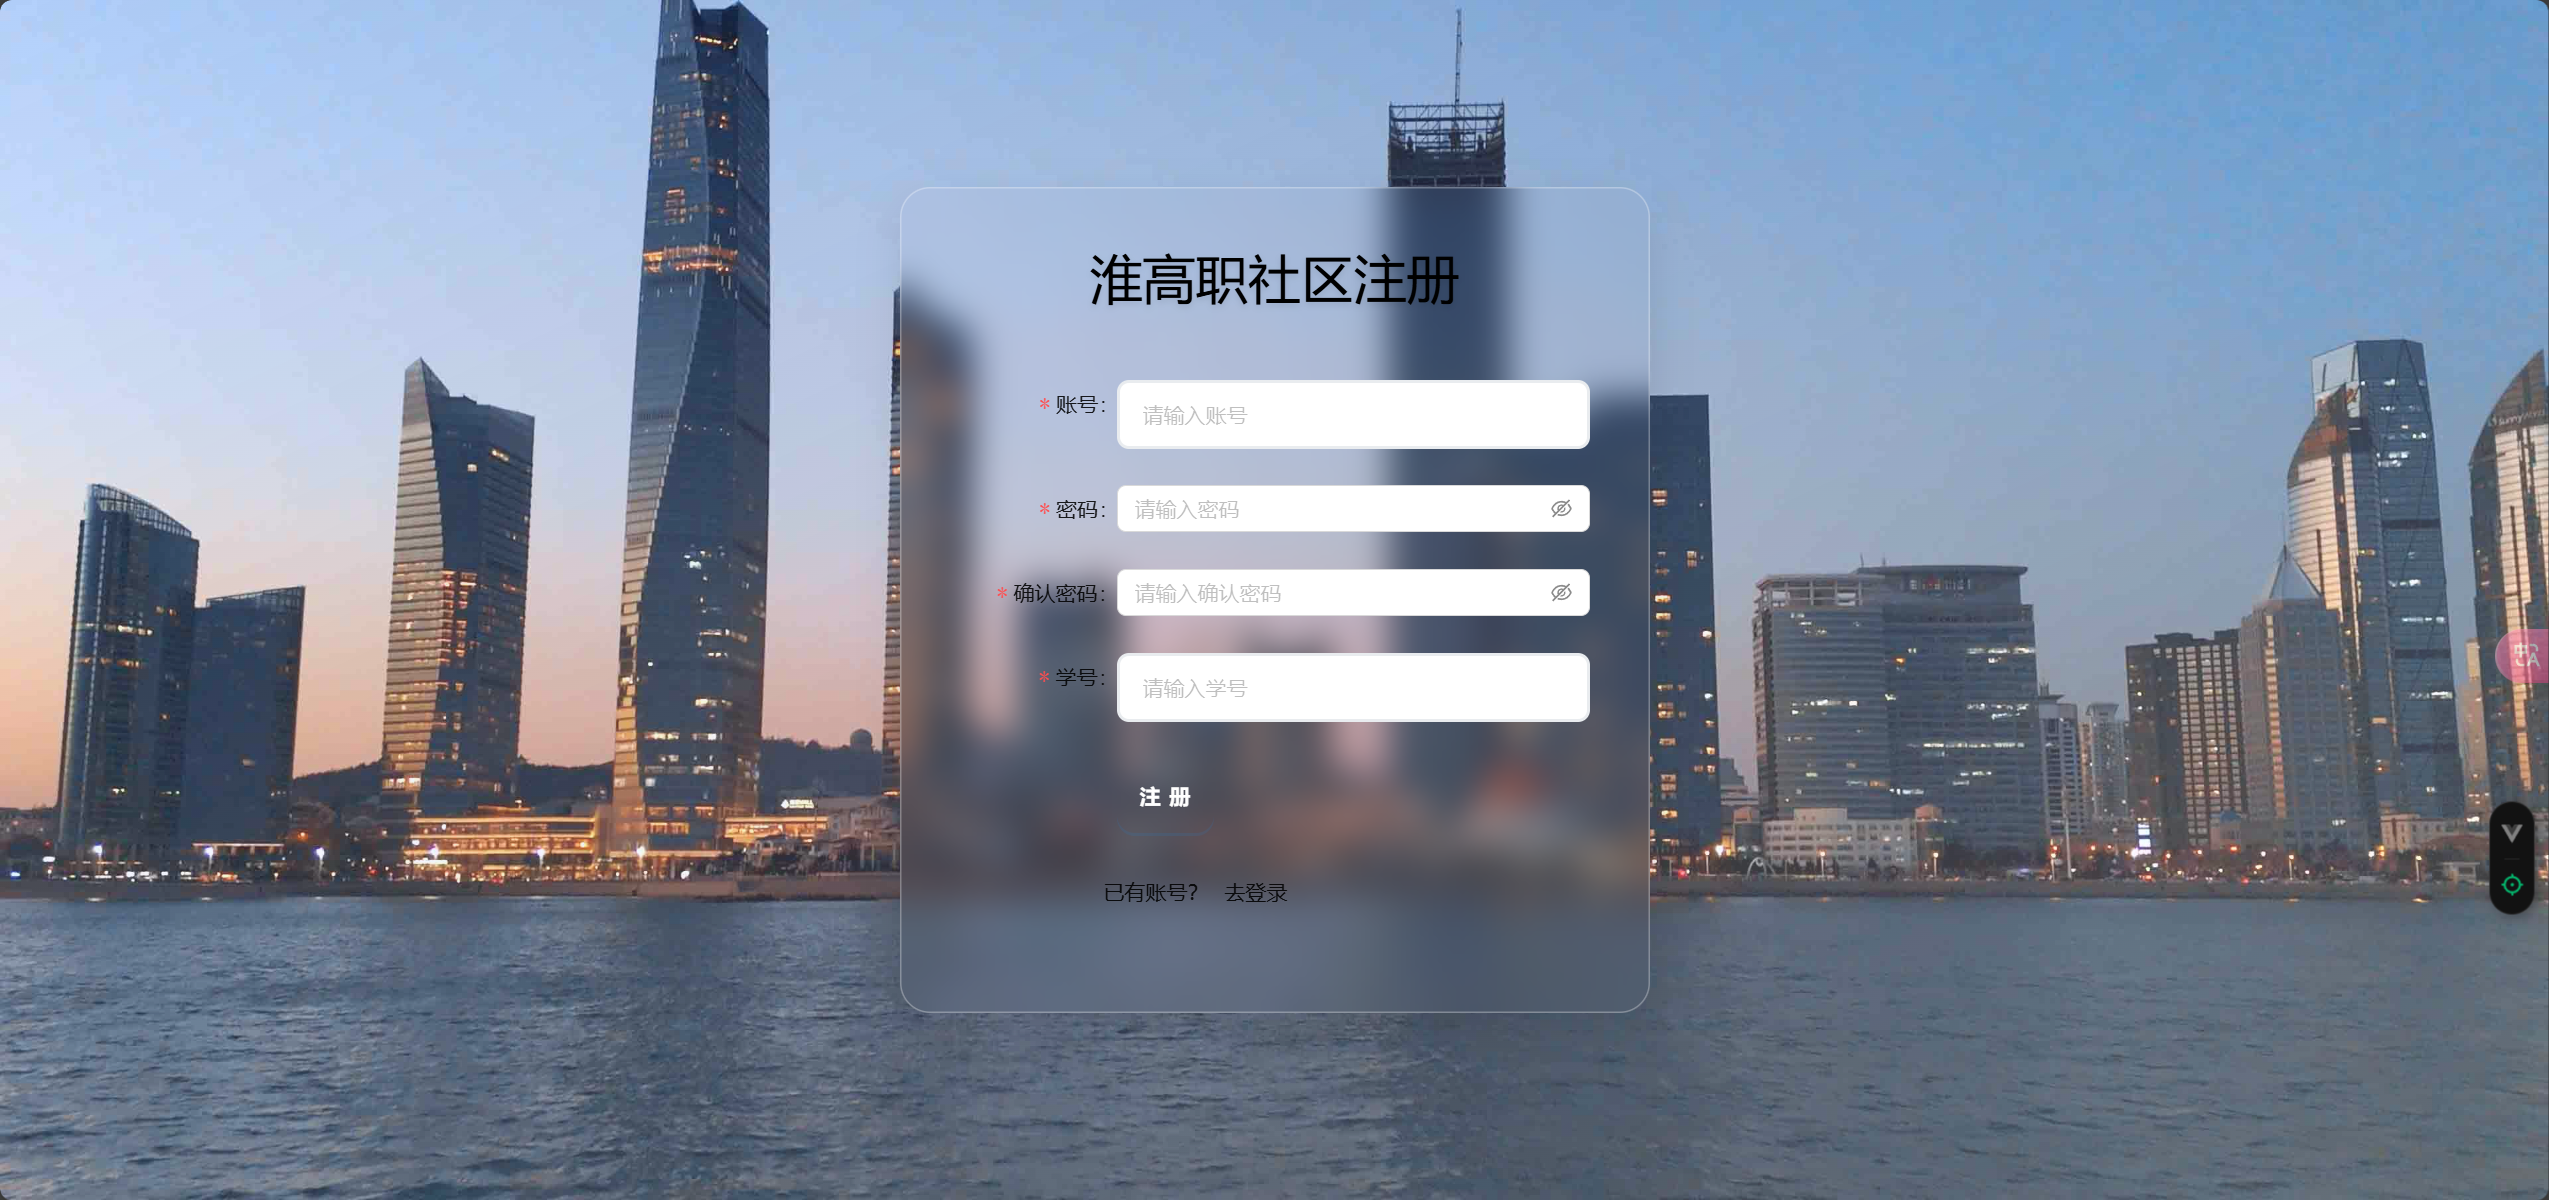 淮高职社区注册
* 账号：
请输入账号
* 密码：
请输入密码
* 确认密码：
请输入确认密码
* 学号：
请输入学号
注 册
已有账号？ 去登录